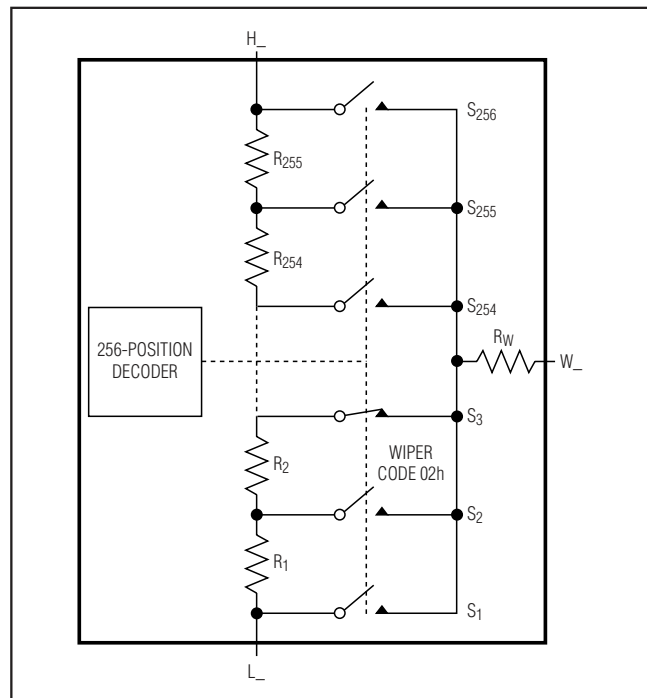 H_
S256
R255
S255
R254
S254
256-POSITION
DECODER
RW
W_
S3
WIPER
CODE 02h
R2
S2
R1
S1
L_